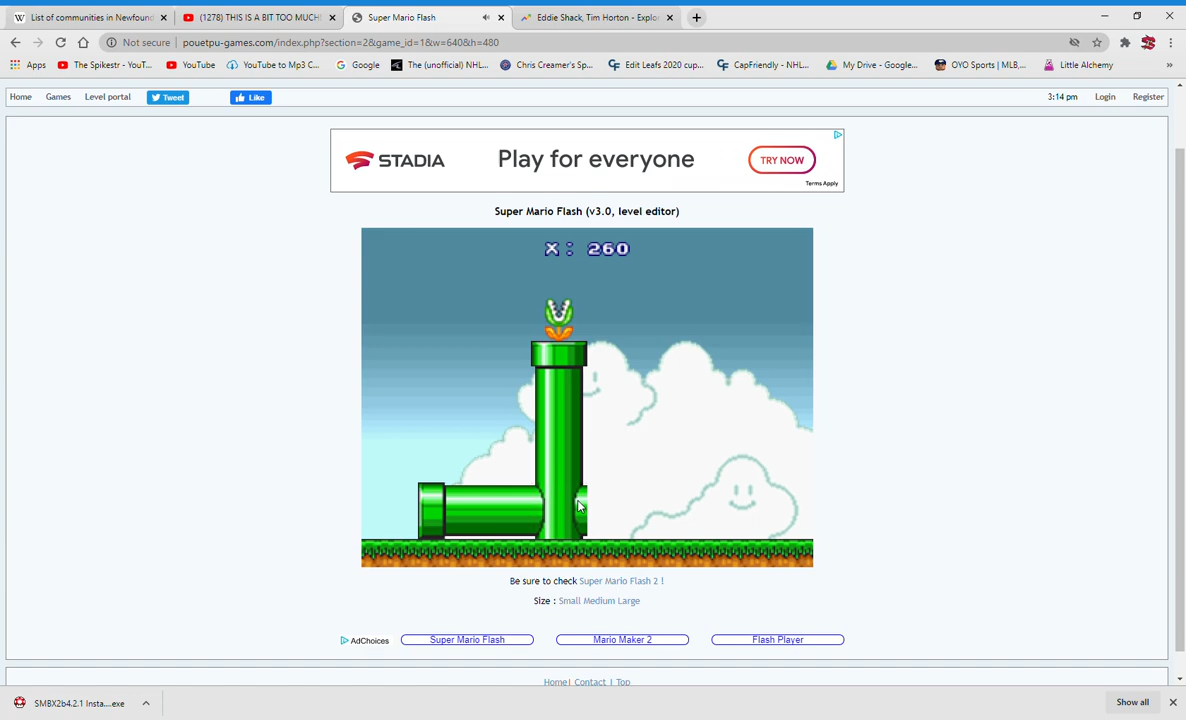 List of communities in Newfoun
(1278) THIS IS A BIT TOO MUCH!
Super Mario Flash
Eddie Shack, Tim Horton - Explo
Not secure | pouetpu-games.com/index.php?section=2&game_id=1&w=640&h=480
Apps
The Spikestr - YouT...
YouTube
YouTube to Mp3 C...
Google
The (unofficial) NHL...
Chris Creamer's Sp...
Edit Leafs 2020 cup...
CapFriendly - NHL...
My Drive - Google...
OYO Sports | MLB,...
Little Alchemy
»
Home
Games
Level portal
Tweet
Like
3:14 pm
Login
Register
STADIA
Play for everyone
TRY NOW
Terms Apply
Super Mario Flash (v3.0, level editor)
X: 260
Be sure to check Super Mario Flash 2 !
Size : Small Medium Large
AdChoices
Super Mario Flash
Mario Maker 2
Flash Player
Home | Contact | Top
SMBX2b4.2.1 Insta....exe
Show all